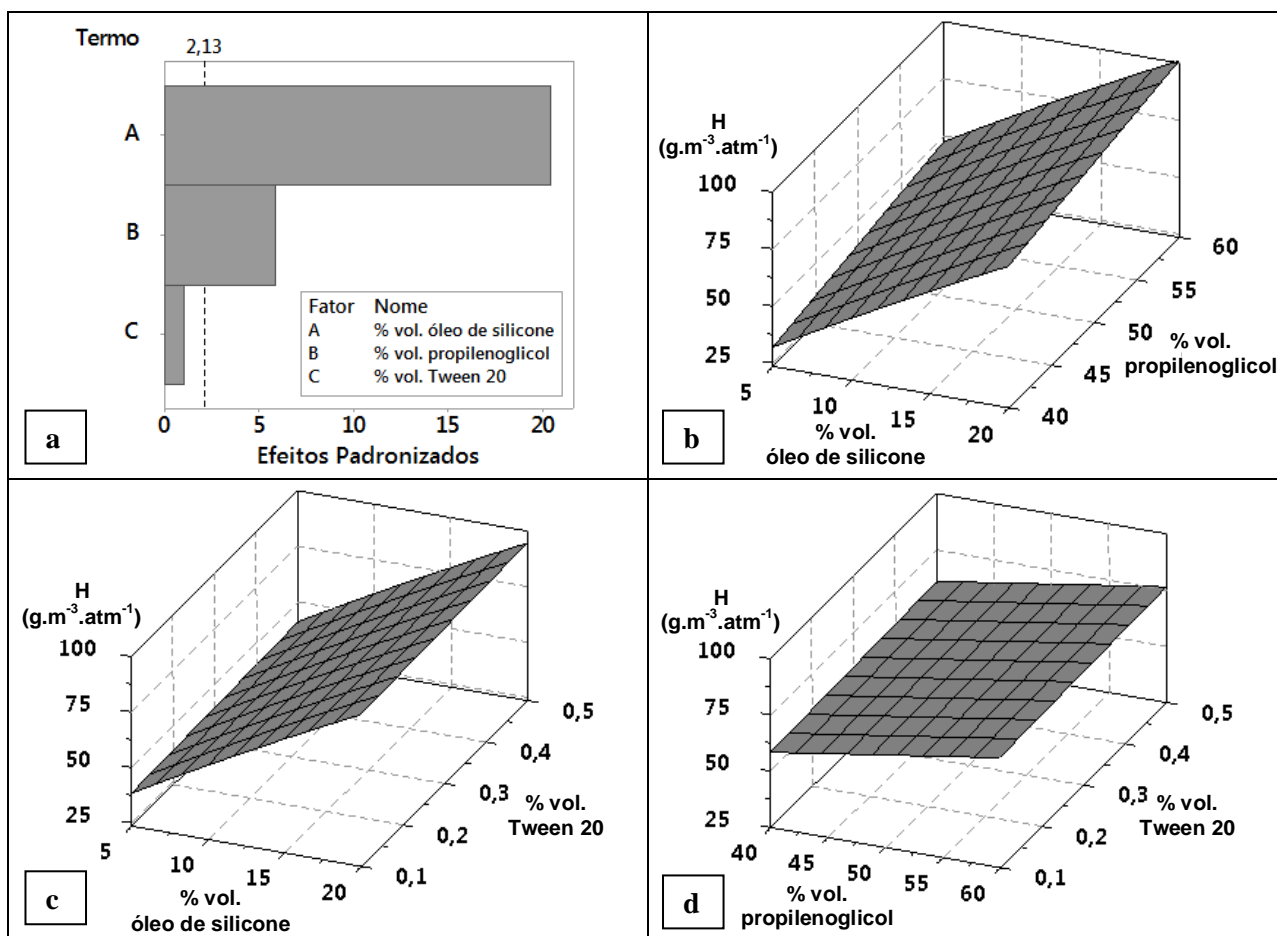 Termo
2,13
A
B
C
Fator Nome
A % vol. óleo de silicone
B % vol. propilenoglicol
C % vol. Tween 20
0 5 10 15 20
Efeitos Padronizados
a
H
(g.m⁻³.atm⁻¹)
100
75
50
25
5
10
15
20
% vol.
óleo de silicone
40
45
50
55
60
% vol.
propilenoglicol
b
H
(g.m⁻³.atm⁻¹)
100
75
50
25
5
10
15
20
% vol.
óleo de silicone
0,1
0,2
0,3
0,4
0,5
% vol.
Tween 20
c
H
(g.m⁻³.atm⁻¹)
100
75
50
25
40
45
50
55
60
% vol.
propilenoglicol
0,1
0,2
0,3
0,4
0,5
% vol.
Tween 20
d